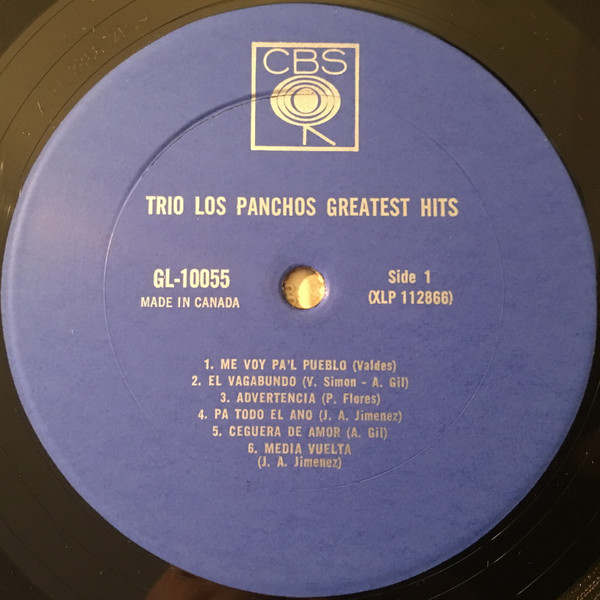 CBS
TRIO LOS PANCHOS GREATEST HITS
GL-10055
MADE IN CANADA
Side 1
(XLP 112866)
1. ME VOY PA'L PUEBLO (Valdes)
2. EL VAGABUNDO (V. Simon - A. Gil)
3. ADVERTENCIA (P. Flores)
4. PA TODO EL ANO (J. A. Jimenez)
5. CEGUERA DE AMOR (A. Gil)
6. MEDIA VUELTA
(J. A. Jimenez)